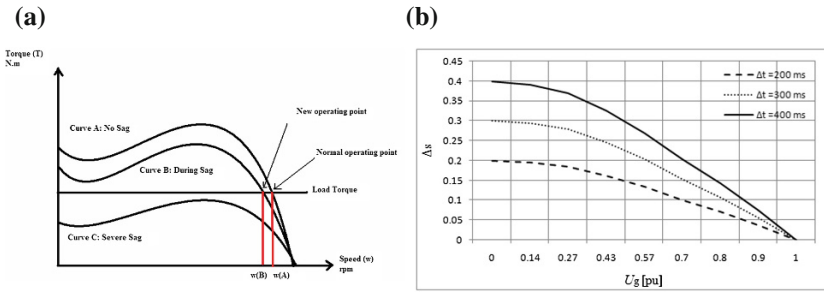 (a)
Torque (T)
N.m
New operating point
Curve A: No Sag
Normal operating point
Curve B: During Sag
Load Torque
Curve C: Severe Sag
Speed (w)
rpm
w(B)
w(A)
(b)
0.45
0.4
0.35
0.3
0.25
0.2
0.15
0.1
0.05
0
Δs
Δt =200 ms
Δt =300 ms
Δt =400 ms
0 0.14 0.27 0.43 0.57 0.7 0.8 0.9 1
Ug [pu]